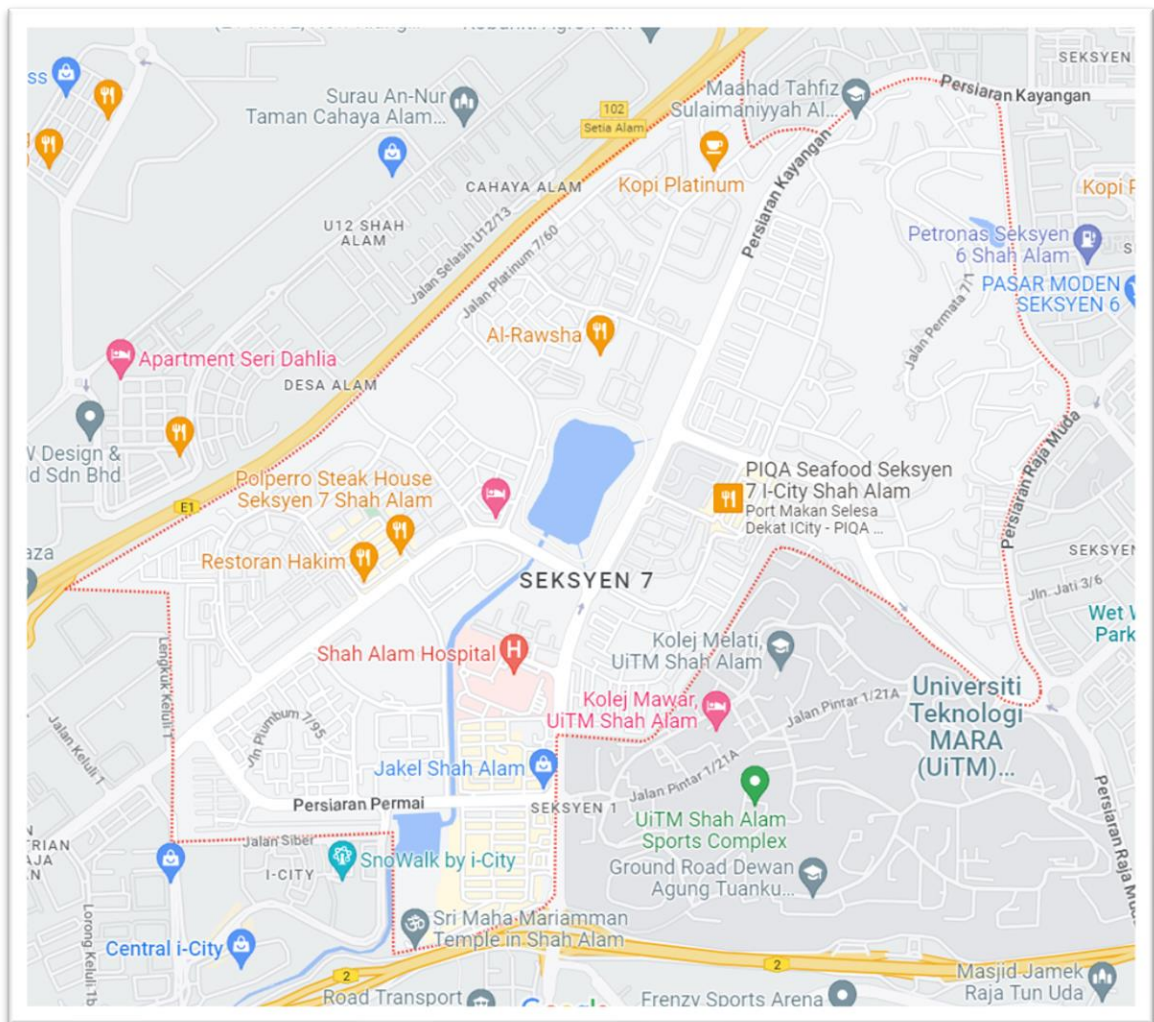 SEKSYEN
Persiaran Kayangan
ss
Surau An-Nur
Taman Cahaya Alam...
102
Setia Alam
Maahad Tahfiz
Sulaimaniyyah Al...
Kopi Platinum
Persiaran Kayangan
CAHAYA ALAM
U12 SHAH
ALAM
Jalan Selasih U12/13
Jalan Platinum 7/60
Kopi P
Petronas Seksyen
6 Shah Alam
PASAR MODEN
SEKSYEN 6
Jalan Permata 7/1
Al-Rawsha
Apartment Seri Dahlia
DESA ALAM
W Design &
ld Sdn Bhd
Polperro Steak House
Seksyen 7 Shah Alam
E1
PIQA Seafood Seksyen
7 I-City Shah Alam
Port Makan Selesa
Dekat ICity - PIQA ...
Persiaran Raja Muda
aza
Restoran Hakim
SEKSYEN
SEKSYEN 7
Jln. Jati 3/6
Wet W
Park
Lengkuk Keluli 1
Shah Alam Hospital
H
Kolej Melati,
UiTM Shah Alam
Kolej Mawar,
UiTM Shah Alam
Jalan Pintar 1/21A
Universiti
Teknologi
MARA
(UiTM)...
Jalan Keluli 1
Jln Plumbum 7/95
Jakel Shah Alam
Jalan Pintar 1/21A
Persiaran Permai
SEKSYEN 1
UiTM Shah Alam
Sports Complex
Persiaran Raja Mu
N
TRIAN
AJA
N
Jalan Siber
I-CITY
SnoWalk by i-City
Ground Road Dewan
Agung Tuanku...
Lorong Keluli 1b
Central i-City
Sri Maha Mariamman
Temple in Shah Alam
2
2
Masjid Jamek
Raja Tun Uda
Road Transport
Google
Frenzy Sports Arena